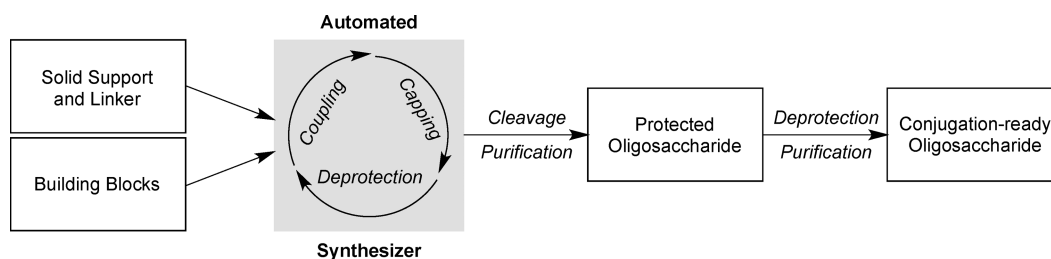 Automated
Solid Support
and Linker
Building Blocks
Coupling
Capping
Deprotection
Synthesizer
Cleavage
Purification
Protected
Oligosaccharide
Deprotection
Purification
Conjugation-ready
Oligosaccharide